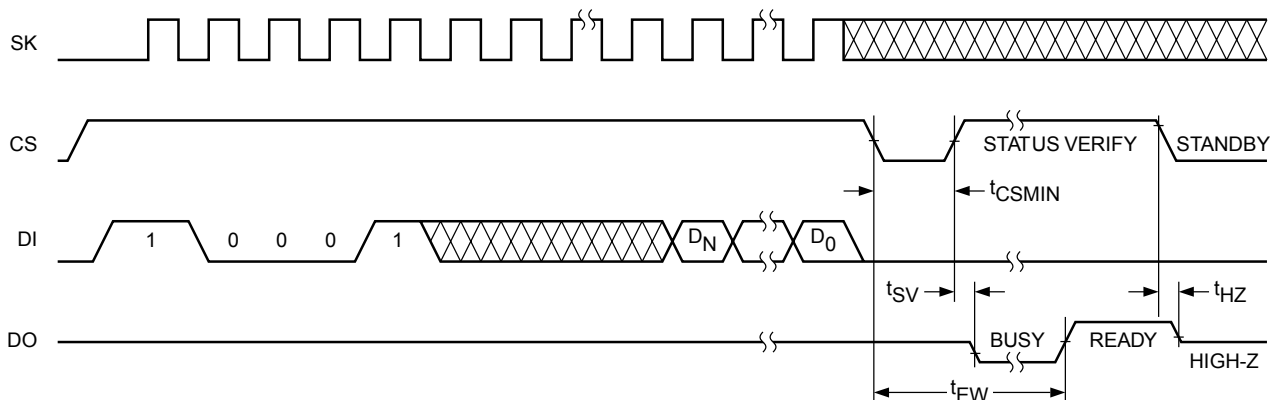 SK
CS
STATUS VERIFY
STANDBY
tCSMIN
DI
1
0
0
0
1
DN
D0
tSV
tHZ
DO
BUSY
READY
HIGH-Z
tEW